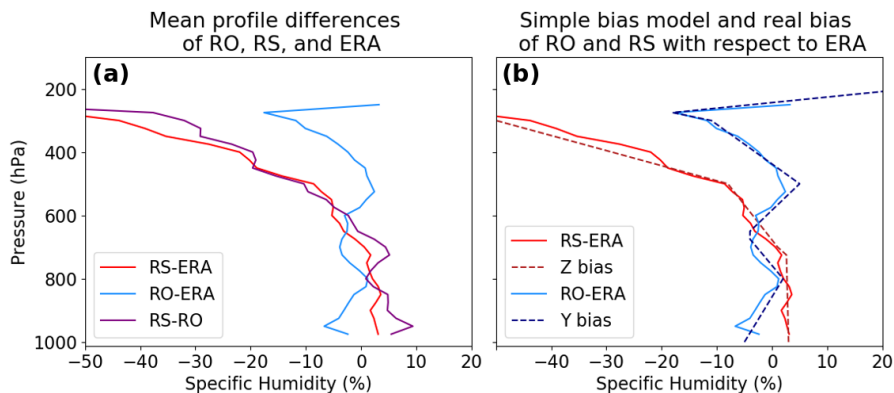 Mean profile differences
of RO, RS, and ERA
(a)
200
400
600
800
1000
Pressure (hPa)
RS-ERA
RO-ERA
RS-RO
−50 −40 −30 −20 −10 0 10 20
Specific Humidity (%)
Simple bias model and real bias
of RO and RS with respect to ERA
(b)
RS-ERA
Z bias
RO-ERA
Y bias
−50 −40 −30 −20 −10 0 10 20
Specific Humidity (%)